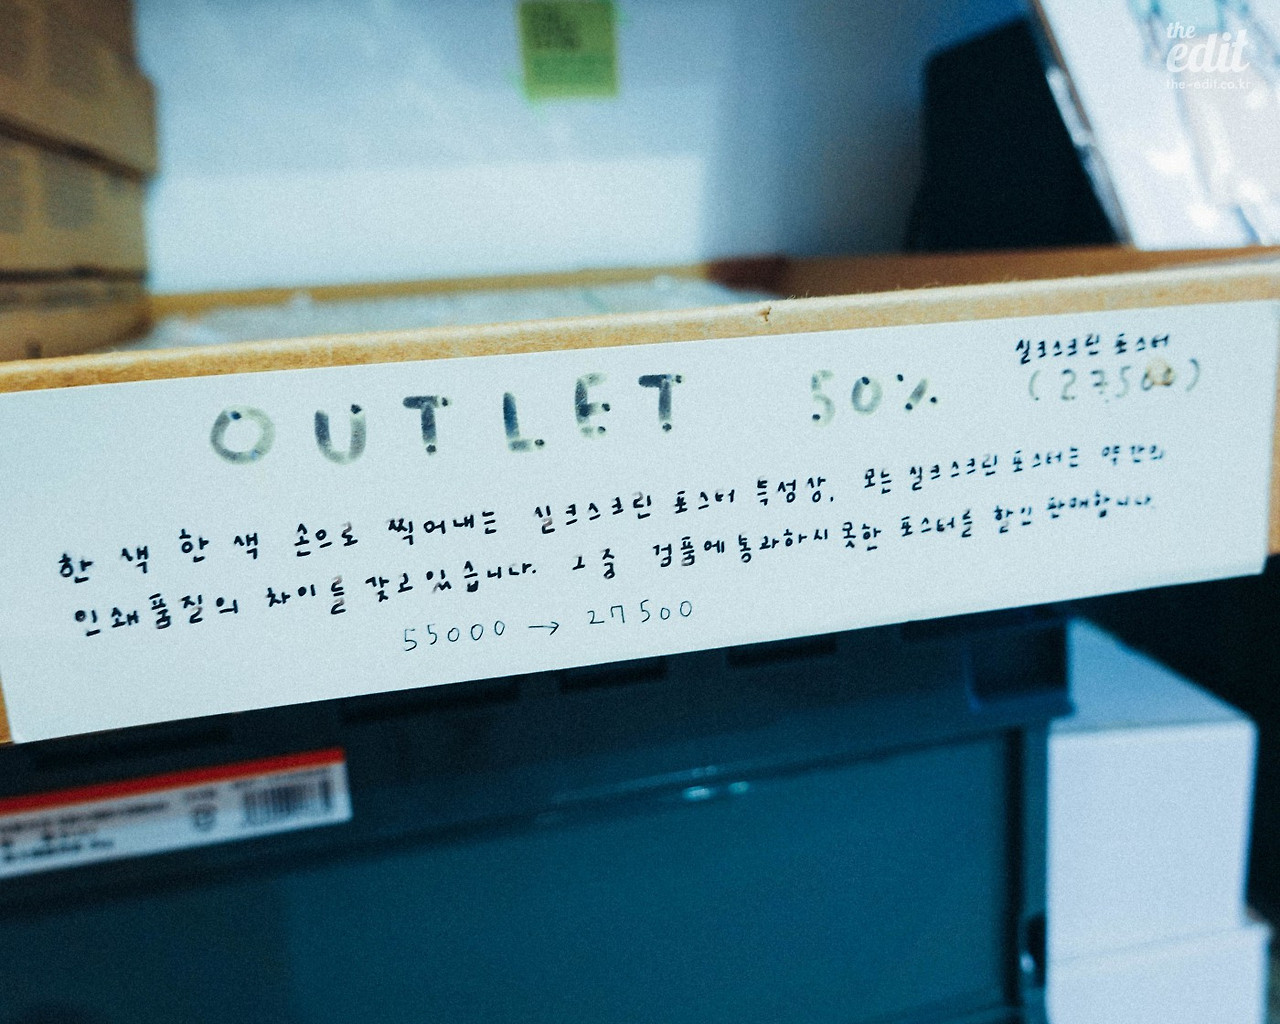 the
edit
the-edit.co.kr
실크스크린 포스터
OUTLET 50%
(27500)
한 색 한 색 손으로 찍어내는 실크스크린 포스터 특성상, 모든 실크스크린 포스터는 약간의
인쇄품질의 차이를 갖고있습니다. 그 중 검품에 통과하시 못한 포스터를 할인 판매합니다.
55000 → 27500